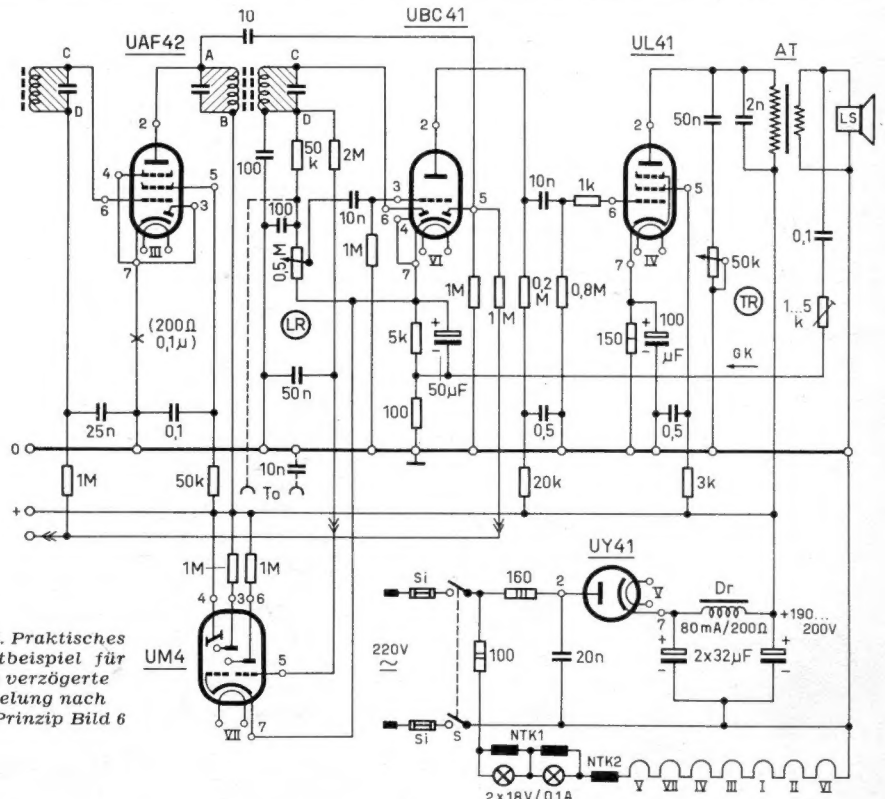 UAF42
10
UBC41
UL41
AT
C
A
C
D
B
D
LS
2
4
5
3
6
7
III
100
50
k
2M
100
10n
0,5M
LR
2
3
6
4
5
7
VI
1M
1M
1M
10n
1k
0,2
M
0,8M
2
6
5
7
IV
150
100
µF
50n
2n
50k
TR
0,1
1...5
k
GK
(200Ω
0,1µ)
5k
50µF
100
50n
25n
0,1
0,5
0,5
0
1M
50k
10n
To
20k
3k
+
1M
1M
4
3
6
UM4
5
7
VII
. Praktisches
tbeispiel für
verzögerte
elung nach
Prinzip Bild 6
Si
220V
~
Si
S
160
2
UY41
V
7
Dr
80mA/200Ω
+190...
200V
2x32µF
100
20n
NTK1
NTK2
2x18V/0,1A
V
VII
IV
III
I
II
VI